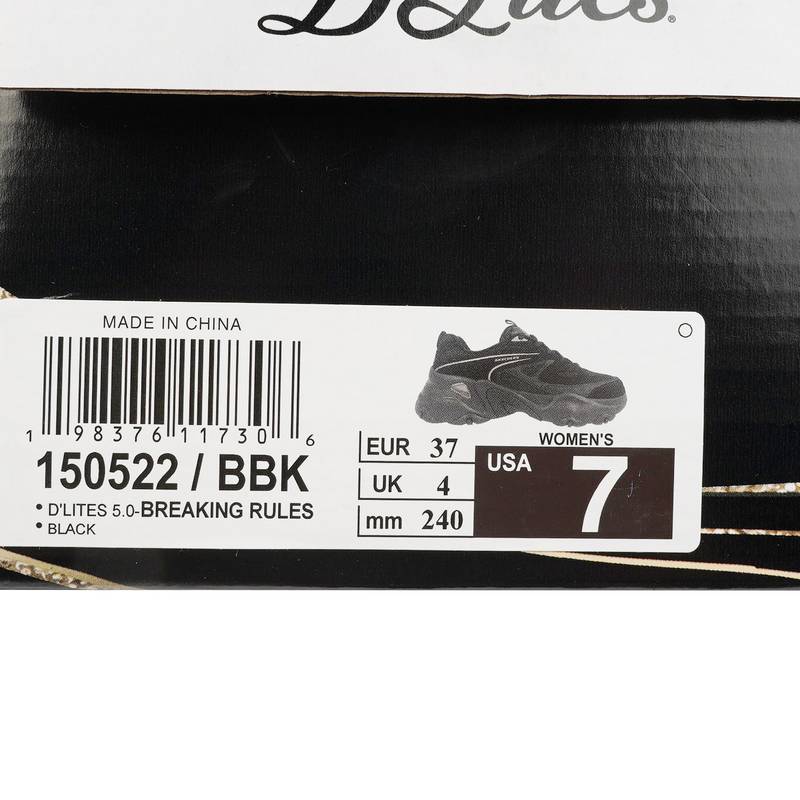 D'Lites®
MADE IN CHINA
1 98376 11730 6
150522 / BBK
• D'LITES 5.0-BREAKING RULES
• BLACK
EUR 37
UK 4
mm 240
WOMEN'S
USA 7